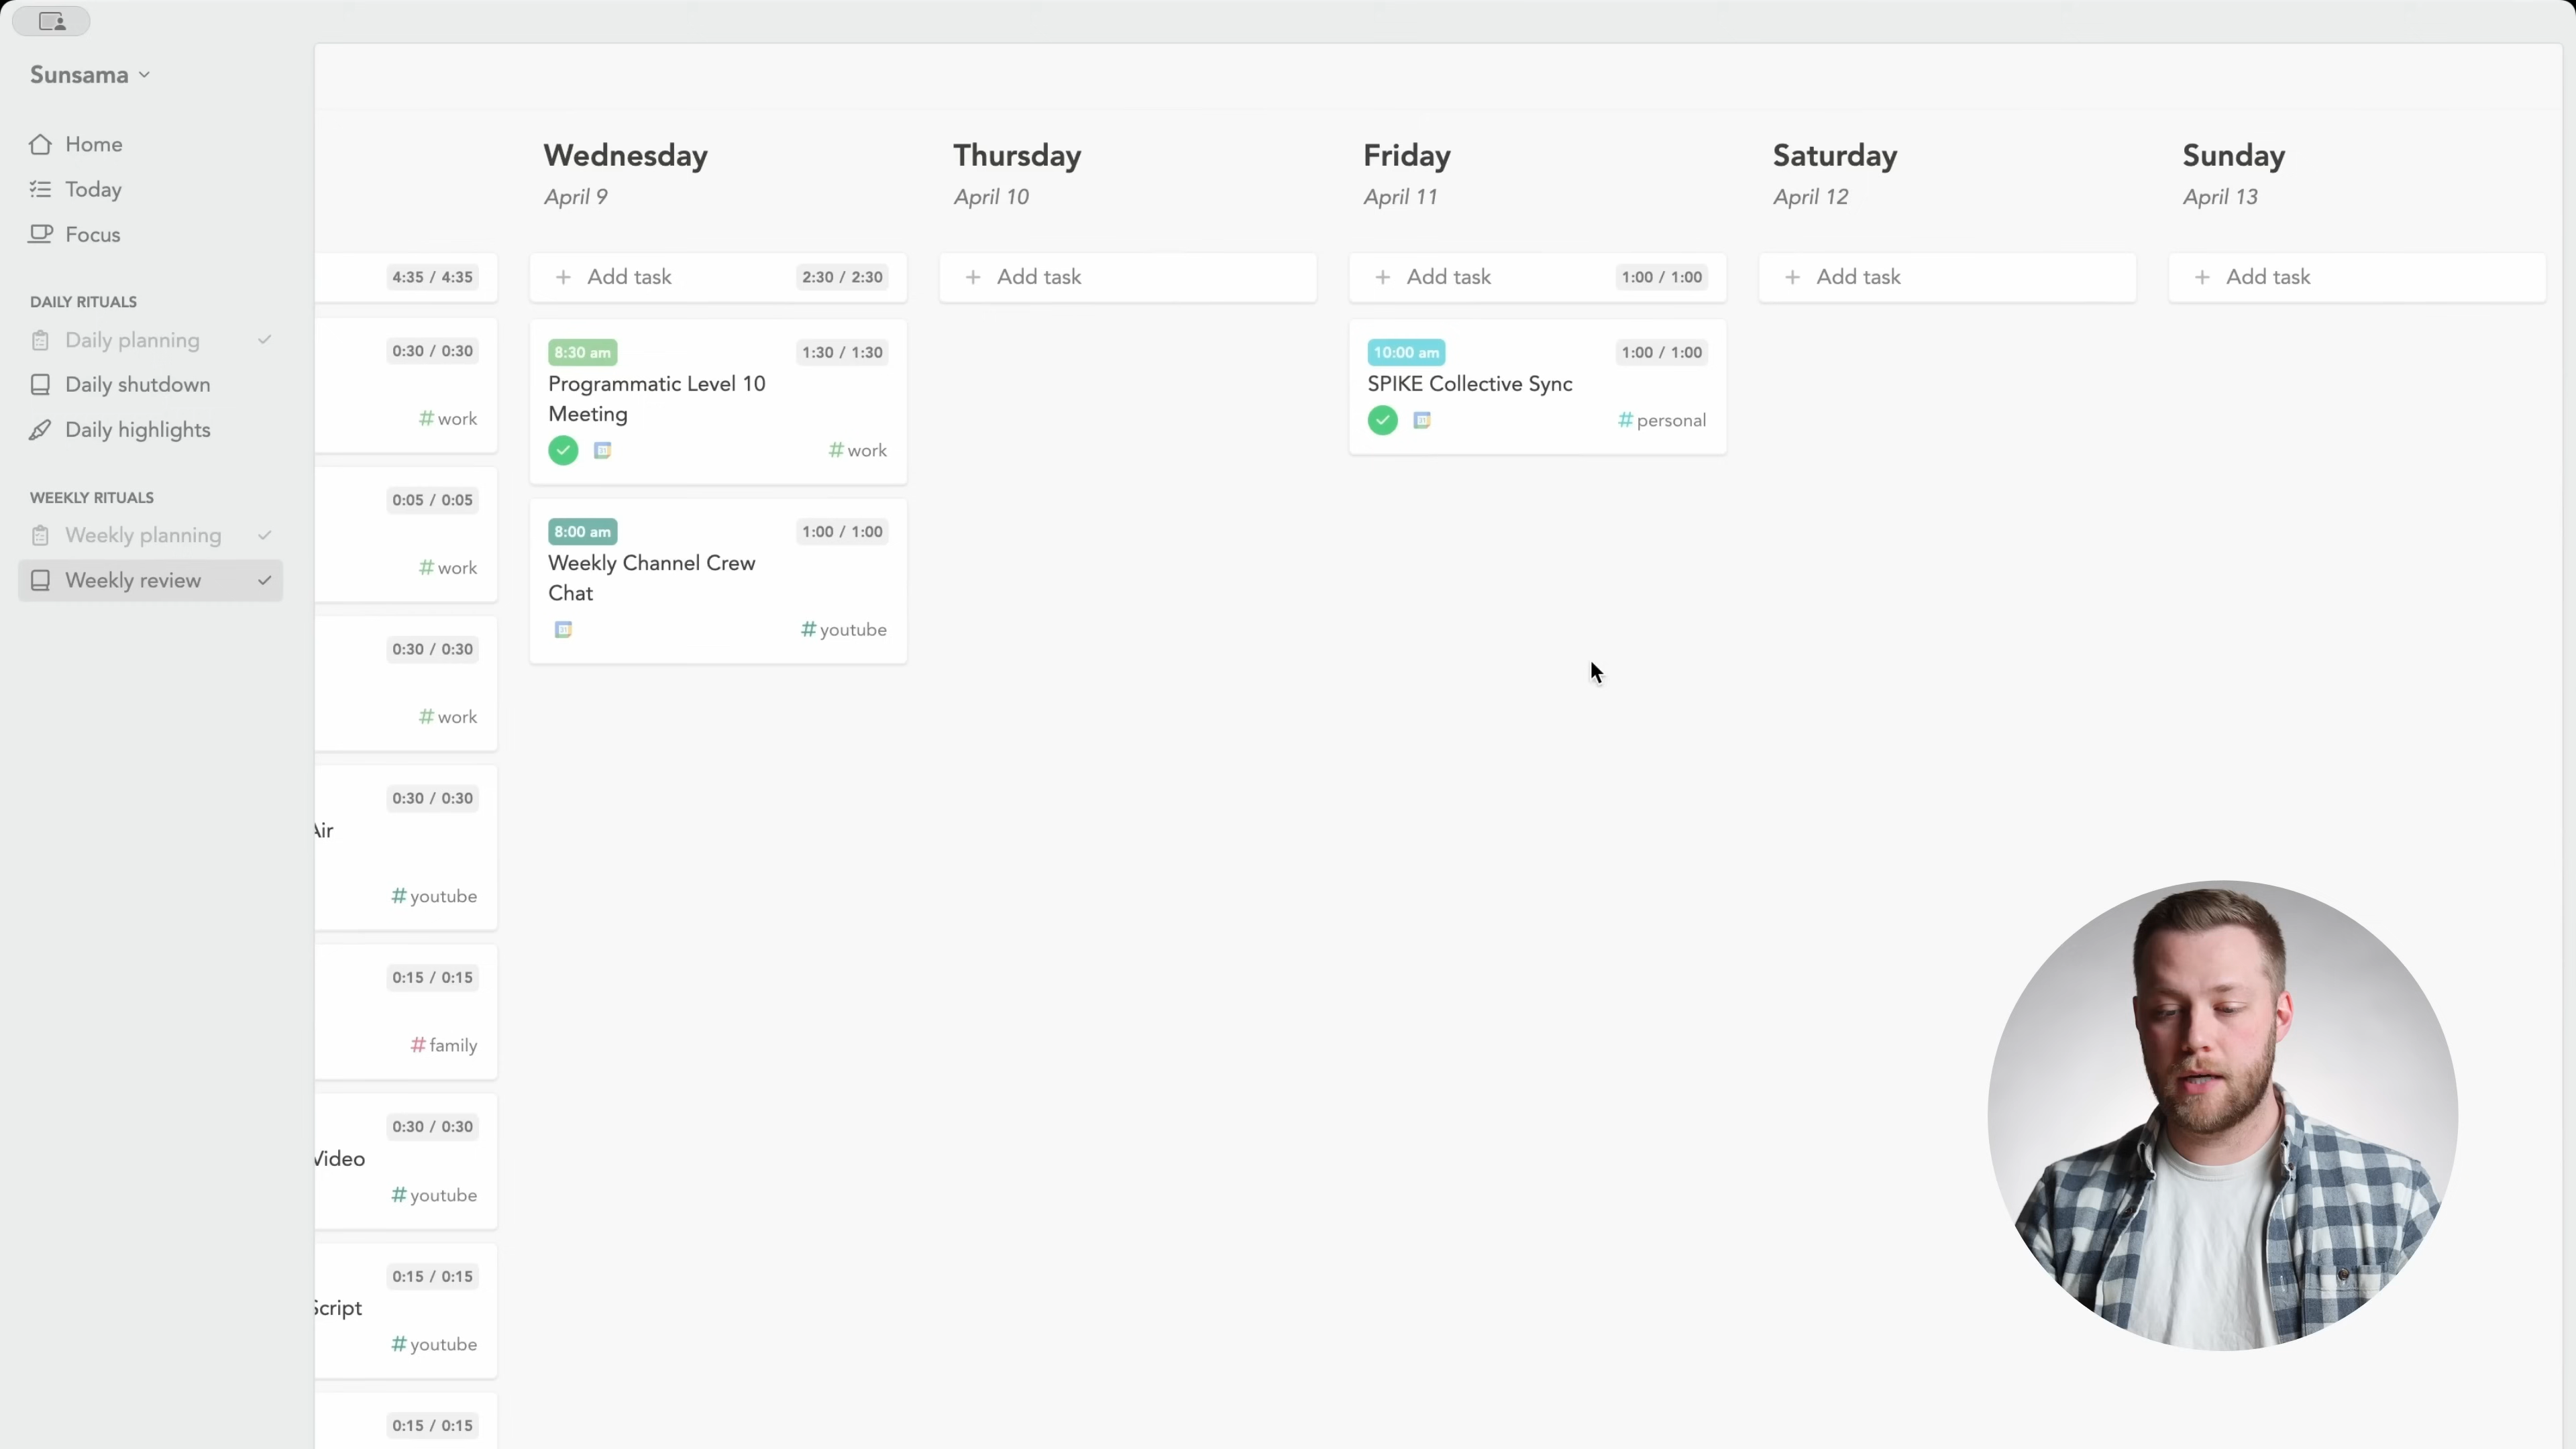 Sunsama
Home
Today
Focus
DAILY RITUALS
Daily planning
Daily shutdown
Daily highlights
WEEKLY RITUALS
Weekly planning
Weekly review
4:35 / 4:35
0:30 / 0:30
# work
0:05 / 0:05
# work
0:30 / 0:30
# work
0:30 / 0:30
Air
# youtube
0:15 / 0:15
# family
0:30 / 0:30
Video
# youtube
0:15 / 0:15
Script
# youtube
0:15 / 0:15
Wednesday
April 9
+ Add task 2:30 / 2:30
8:30 am 1:30 / 1:30
Programmatic Level 10
Meeting
31 # work
8:00 am 1:00 / 1:00
Weekly Channel Crew
Chat
31 # youtube
Thursday
April 10
+ Add task
Friday
April 11
+ Add task 1:00 / 1:00
10:00 am 1:00 / 1:00
SPIKE Collective Sync
31 # personal
Saturday
April 12
+ Add task
Sunday
April 13
+ Add task